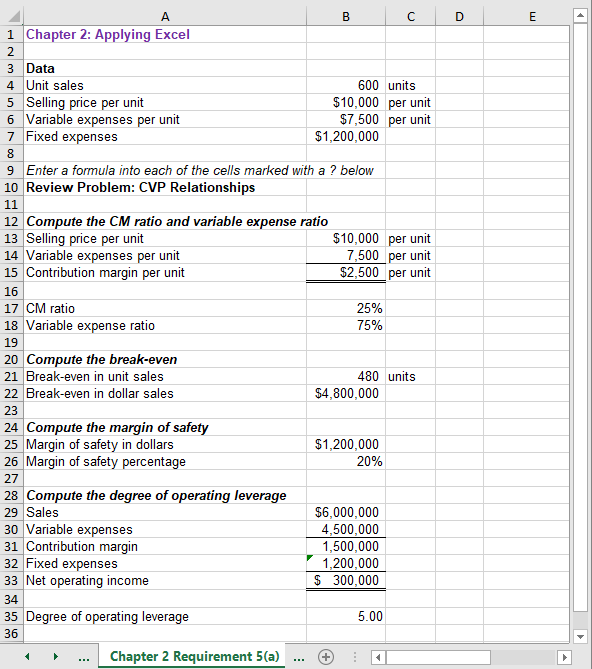 A B C D E
1 Chapter 2: Applying Excel
2
3 Data
4 Unit sales 600 units
5 Selling price per unit $10,000 per unit
6 Variable expenses per unit $7,500 per unit
7 Fixed expenses $1,200,000
8
9 Enter a formula into each of the cells marked with a ? below
10 Review Problem: CVP Relationships
11
12 Compute the CM ratio and variable expense ratio
13 Selling price per unit $10,000 per unit
14 Variable expenses per unit 7,500 per unit
15 Contribution margin per unit $2,500 per unit
16
17 CM ratio 25%
18 Variable expense ratio 75%
19
20 Compute the break-even
21 Break-even in unit sales 480 units
22 Break-even in dollar sales $4,800,000
23
24 Compute the margin of safety
25 Margin of safety in dollars $1,200,000
26 Margin of safety percentage 20%
27
28 Compute the degree of operating leverage
29 Sales $6,000,000
30 Variable expenses 4,500,000
31 Contribution margin 1,500,000
32 Fixed expenses 1,200,000
33 Net operating income $ 300,000
34
35 Degree of operating leverage 5.00
36
... Chapter 2 Requirement 5(a) ...